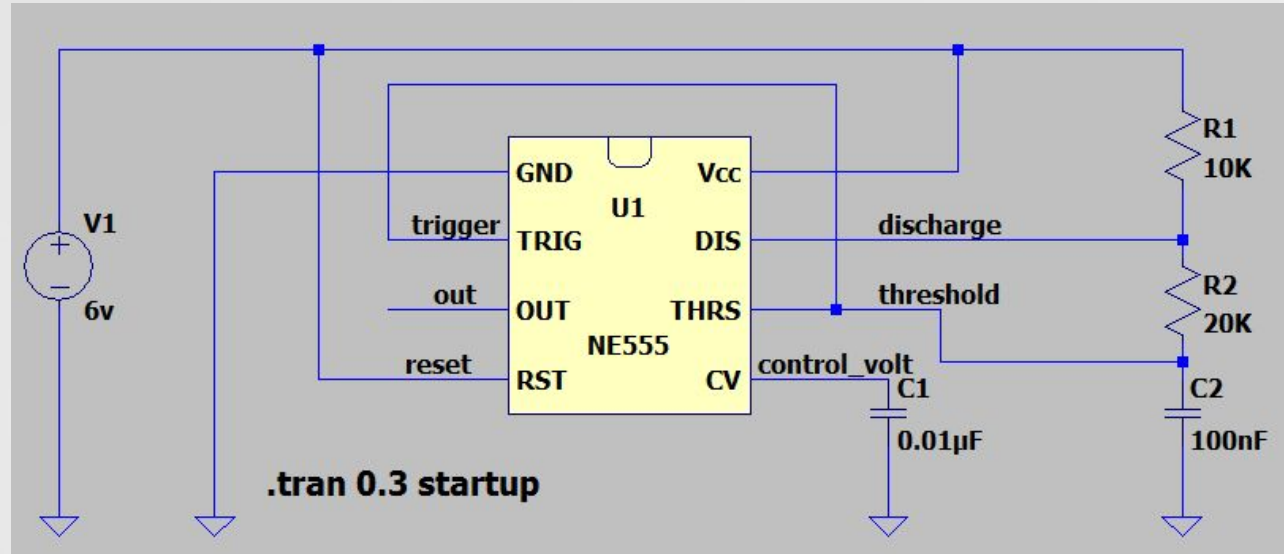 R1
10K
GND
Vcc
U1
V1
trigger
TRIG
DIS
discharge
R2
20K
6v
out
OUT
THRS
threshold
NE555
reset
RST
CV
control_volt
C1
0.01µF
C2
100nF
.tran 0.3 startup